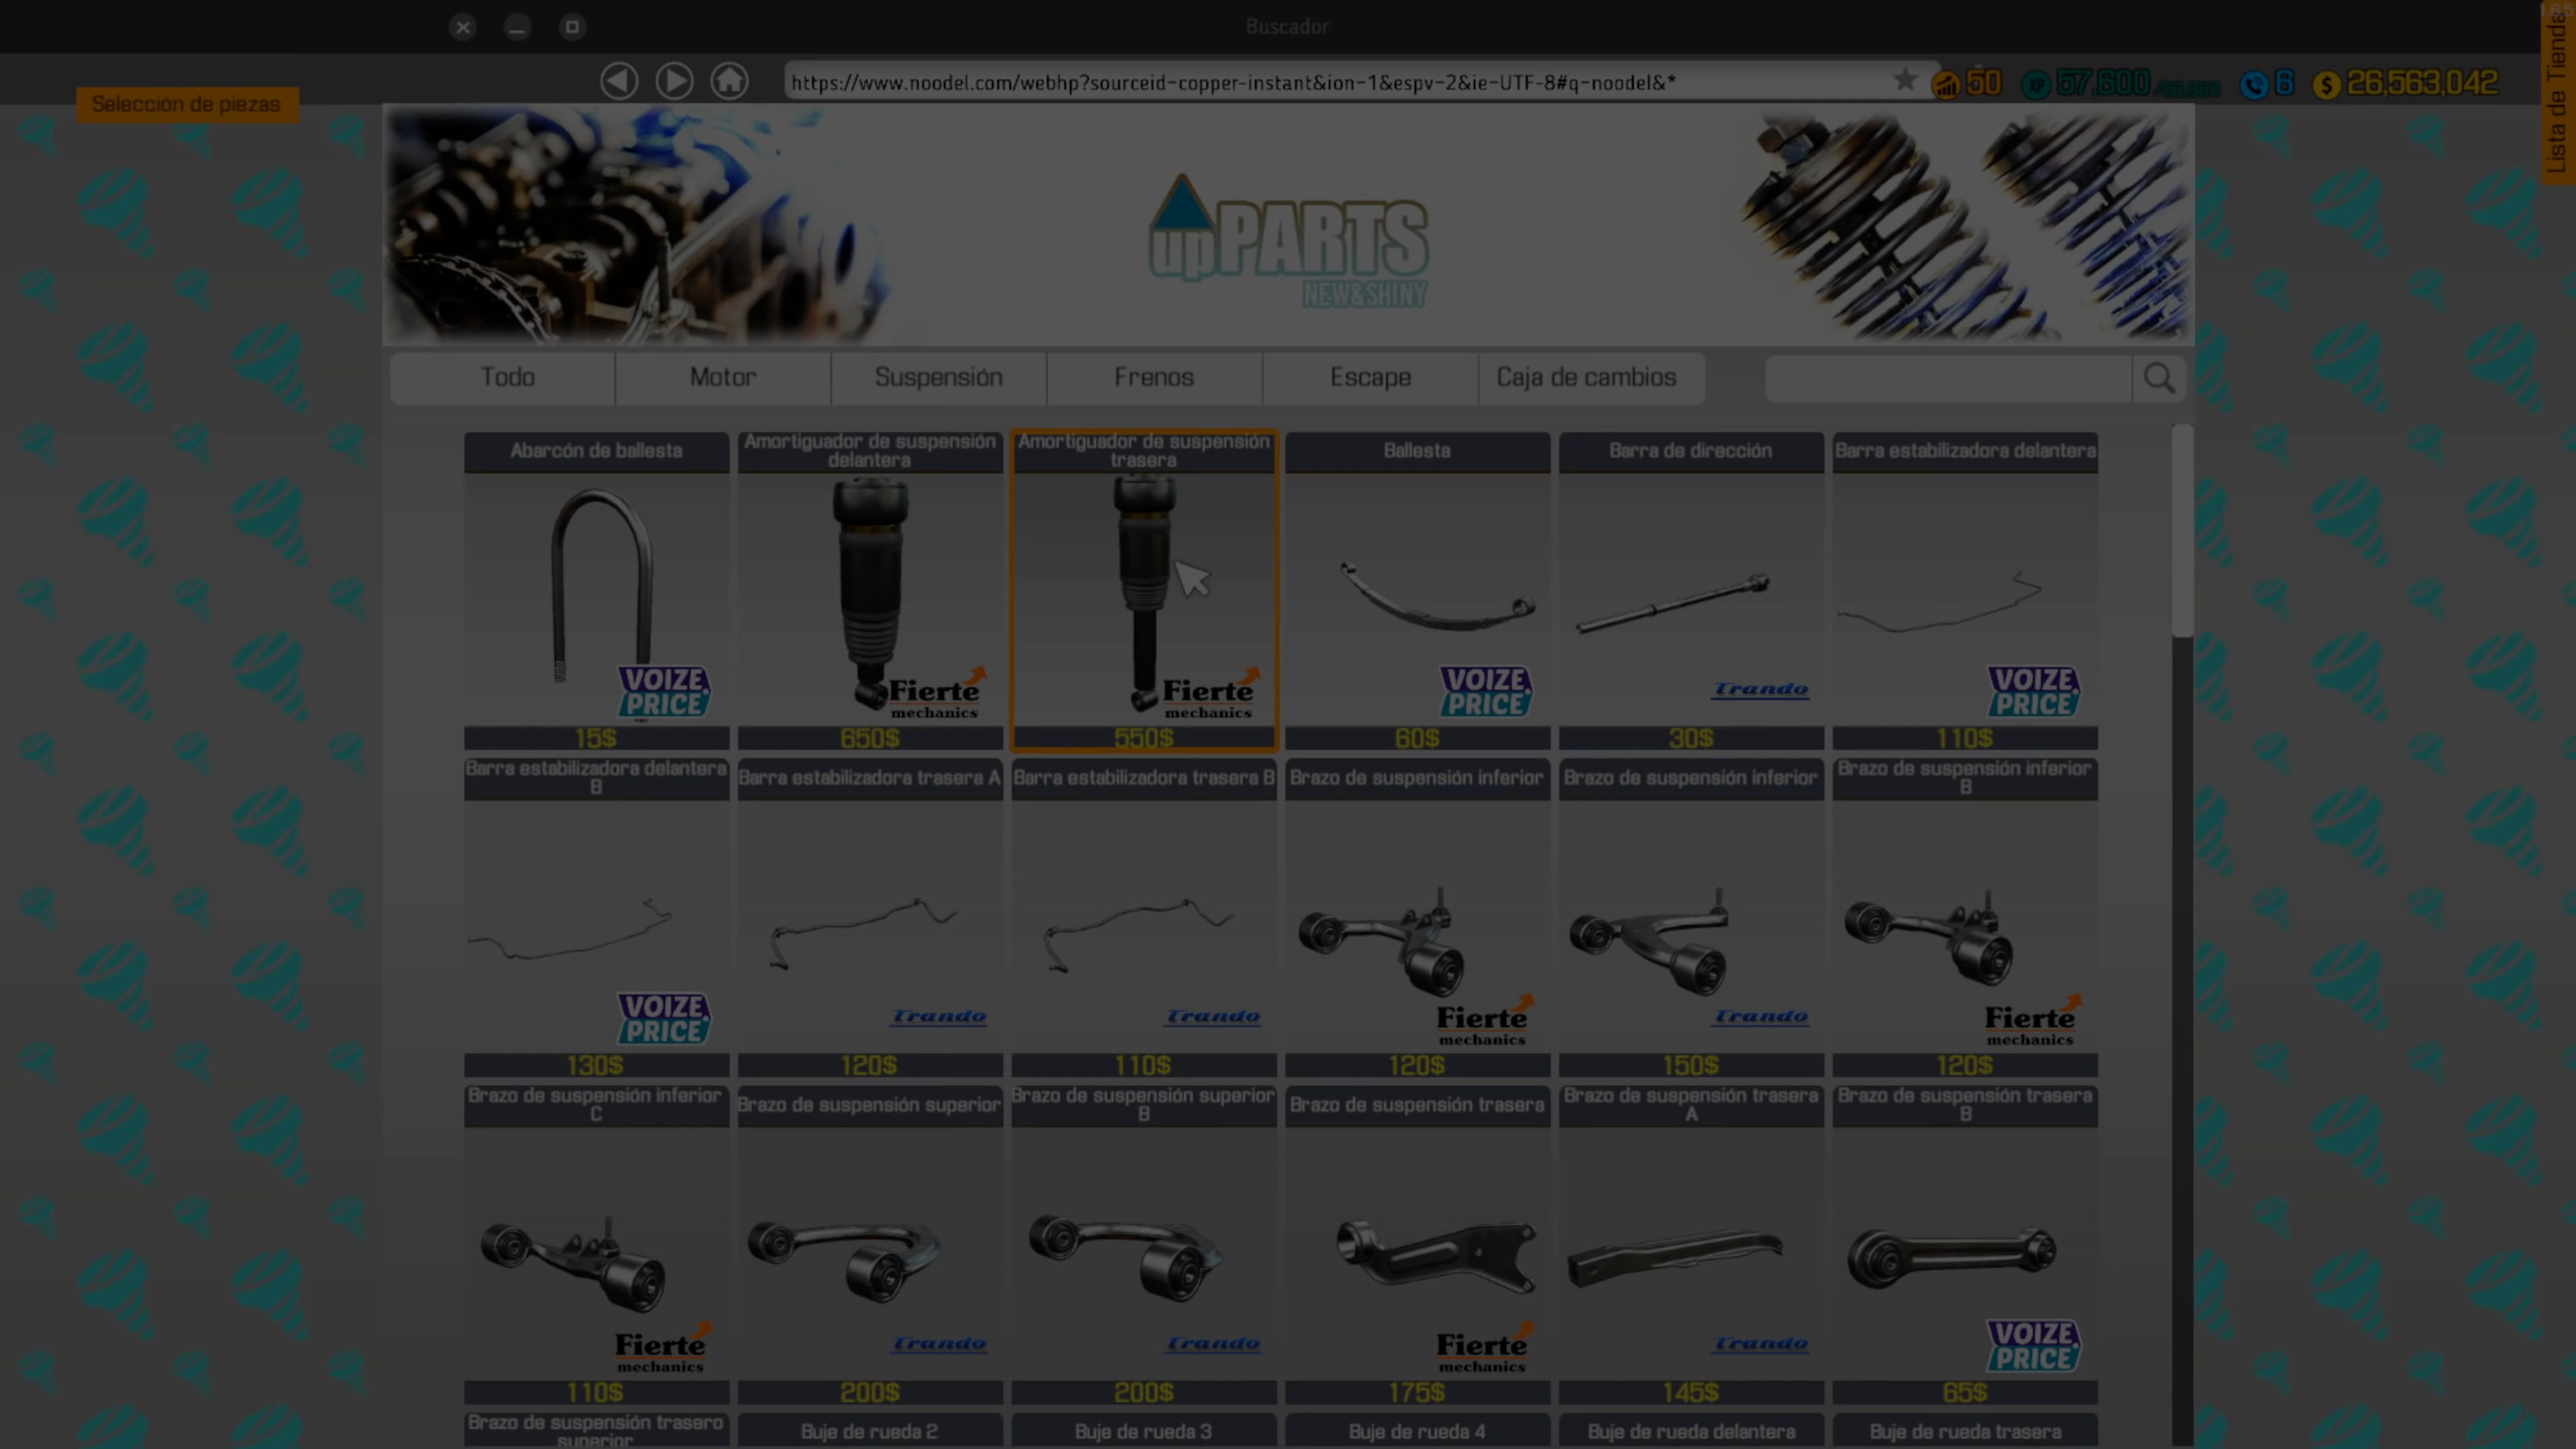 Buscador
https://www.noodel.com/webhp?sourceid-copper-instant&ion-1&espv-2&ie-UTF-8#q-noodel&*
50
XP 57,600
6
$ 26,563,042
Lista de Tienda
Selección de piezas
upPARTS
NEW&SHINY
Todo
Motor
Suspensión
Frenos
Escape
Caja de cambios
Abarcón de ballesta
VOIZE
PRICE
15$
Amortiguador de suspensión
delantera
Fierte
mechanics
650$
Amortiguador de suspensión
trasera
Fierte
mechanics
550$
Ballesta
VOIZE
PRICE
60$
Barra de dirección
Trando
30$
Barra estabilizadora delantera
VOIZE
PRICE
110$
Barra estabilizadora delantera
B
VOIZE
PRICE
130$
Barra estabilizadora trasera A
Trando
120$
Barra estabilizadora trasera B
Trando
110$
Brazo de suspensión inferior
Fierte
mechanics
120$
Brazo de suspensión inferior
Trando
150$
Brazo de suspensión inferior
B
Fierte
mechanics
120$
Brazo de suspensión inferior
C
Fierte
mechanics
110$
Brazo de suspensión superior
Trando
200$
Brazo de suspensión superior
B
Trando
200$
Brazo de suspensión trasera
Fierte
mechanics
175$
Brazo de suspensión trasera
A
Trando
145$
Brazo de suspensión trasera
B
VOIZE
PRICE
65$
Brazo de suspensión trasero
superior
Buje de rueda 2
Buje de rueda 3
Buje de rueda 4
Buje de rueda delantera
Buje de rueda trasera